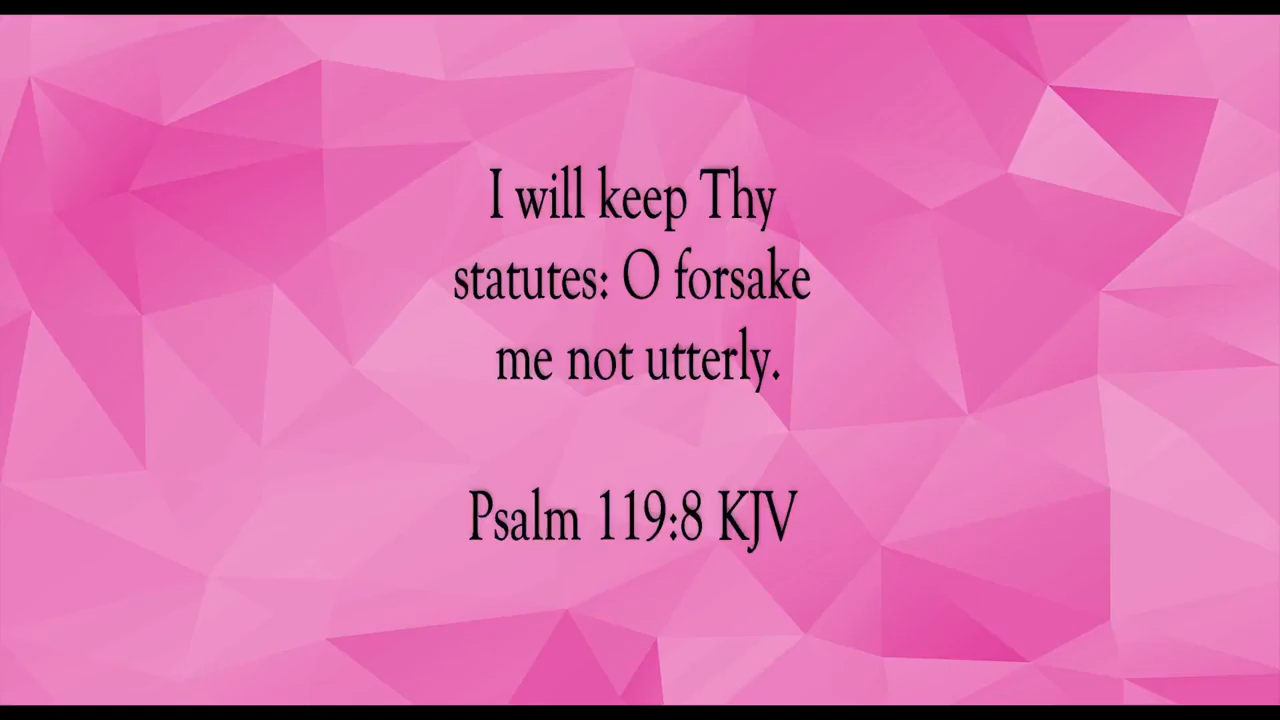 I will keep Thy
statutes: O forsake
me not utterly.
Psalm 119:8 KJV